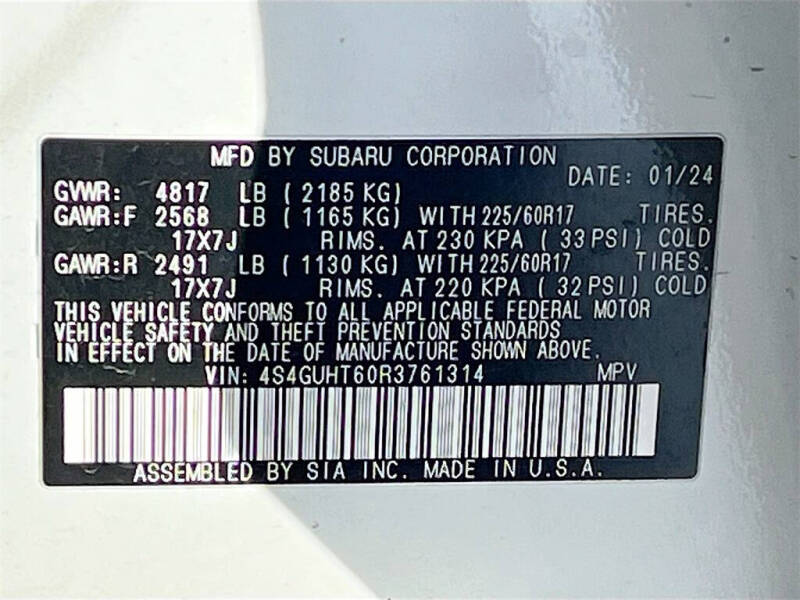 MFD BY SUBARU CORPORATION
DATE: 01/24
GVWR: 4817 LB ( 2185 KG)
GAWR:F 2568 LB ( 1165 KG) WITH 225/60R17 TIRES.
17X7J RIMS. AT 230 KPA ( 33 PSI) COLD
GAWR:R 2491 LB ( 1130 KG) WITH 225/60R17 TIRES.
17X7J RIMS. AT 220 KPA ( 32 PSI) COLD
THIS VEHICLE CONFORMS TO ALL APPLICABLE FEDERAL MOTOR
VEHICLE SAFETY AND THEFT PREVENTION STANDARDS
IN EFFECT ON THE DATE OF MANUFACTURE SHOWN ABOVE.
VIN: 4S4GUHT60R3761314 MPV
ASSEMBLED BY SIA INC. MADE IN U.S.A.